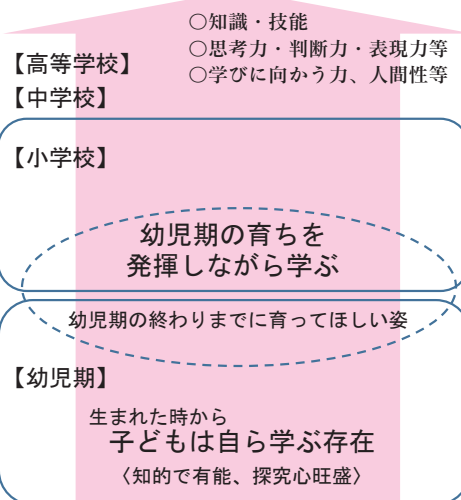 ○知識・技能
○思考力・判断力・表現力等
○学びに向かう力、人間性等
【高等学校】
【中学校】
【小学校】
幼児期の育ちを
発揮しながら学ぶ
幼児期の終わりまでに育ってほしい姿
【幼児期】
生まれた時から
子どもは自ら学ぶ存在
〈知的で有能、探究心旺盛〉